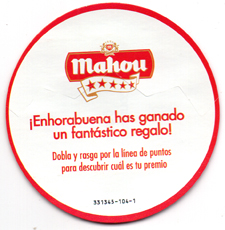 Mahou
¡Enhorabuena has ganado
un fantástico regalo!
Dobla y rasga por la línea de puntos
para descubrir cuál es tu premio
331345-104-1